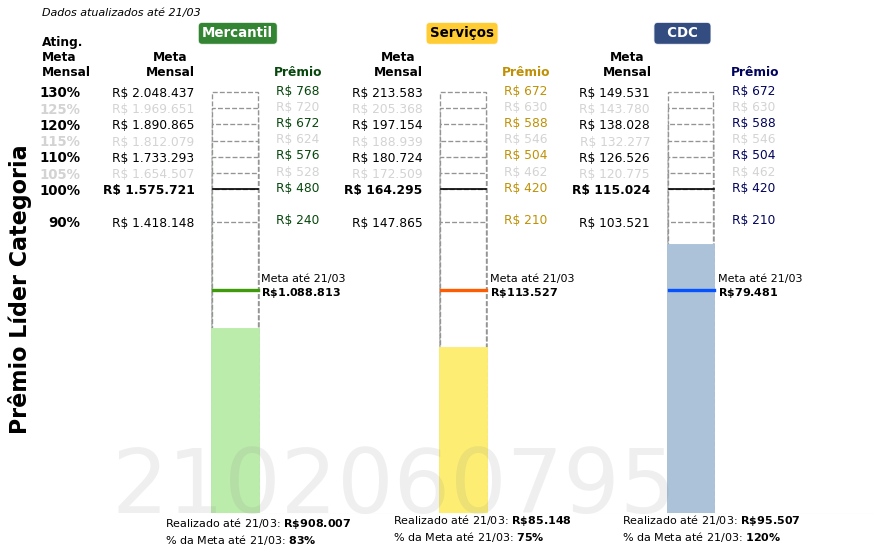 Dados atualizados até 21/03
Mercantil Serviços CDC
Ating.
Meta Meta Meta Meta
Mensal Mensal Prêmio Mensal Prêmio Mensal Prêmio
130% R$ 2.048.437 R$ 768 R$ 213.583 R$ 672 R$ 149.531 R$ 672
125% R$ 1.969.651 R$ 720 R$ 205.368 R$ 630 R$ 143.780 R$ 630
120% R$ 1.890.865 R$ 672 R$ 197.154 R$ 588 R$ 138.028 R$ 588
115% R$ 1.812.079 R$ 624 R$ 188.939 R$ 546 R$ 132.277 R$ 546
110% R$ 1.733.293 R$ 576 R$ 180.724 R$ 504 R$ 126.526 R$ 504
105% R$ 1.654.507 R$ 528 R$ 172.509 R$ 462 R$ 120.775 R$ 462
100% R$ 1.575.721 R$ 480 R$ 164.295 R$ 420 R$ 115.024 R$ 420
90% R$ 1.418.148 R$ 240 R$ 147.865 R$ 210 R$ 103.521 R$ 210
Prêmio Líder Categoria
Meta até 21/03 Meta até 21/03 Meta até 21/03
R$1.088.813 R$113.527 R$79.481
2102060795
Realizado até 21/03: R$908.007 Realizado até 21/03: R$85.148 Realizado até 21/03: R$95.507
% da Meta até 21/03: 83% % da Meta até 21/03: 75% % da Meta até 21/03: 120%